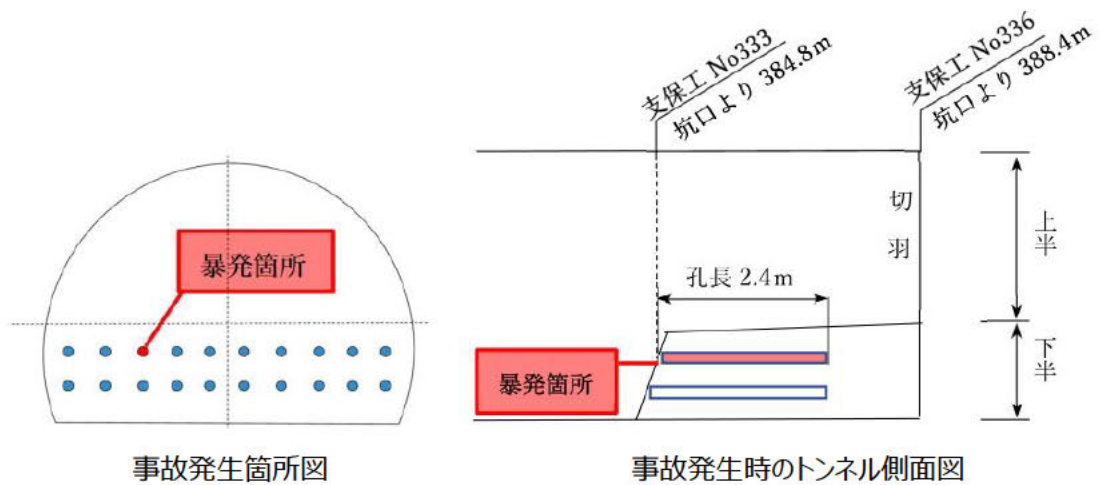 支保工 No333
坑口より 384.8m
支保工 No336
坑口より 388.4m
暴発箇所
切羽
孔長 2.4m
上半
暴発箇所
下半
事故発生箇所図
事故発生時のトンネル側面図